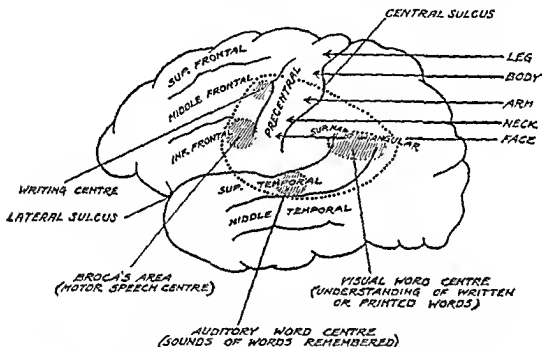 CENTRAL SULCUS
SUP. FRONTAL
MIDDLE FRONTAL
INF. FRONTAL
PRECENTRAL
LEG
BODY
ARM
NECK
FACE
ANGULAR
SUP. TEMPORAL
MIDDLE TEMPORAL
WRITING CENTRE
LATERAL SULCUS
BROCA'S AREA
(MOTOR SPEECH CENTRE)
VISUAL WORD CENTRE
(UNDERSTANDING OF WRITTEN
OR PRINTED WORDS)
AUDITORY WORD CENTRE
(SOUNDS OF WORDS REMEMBERED)